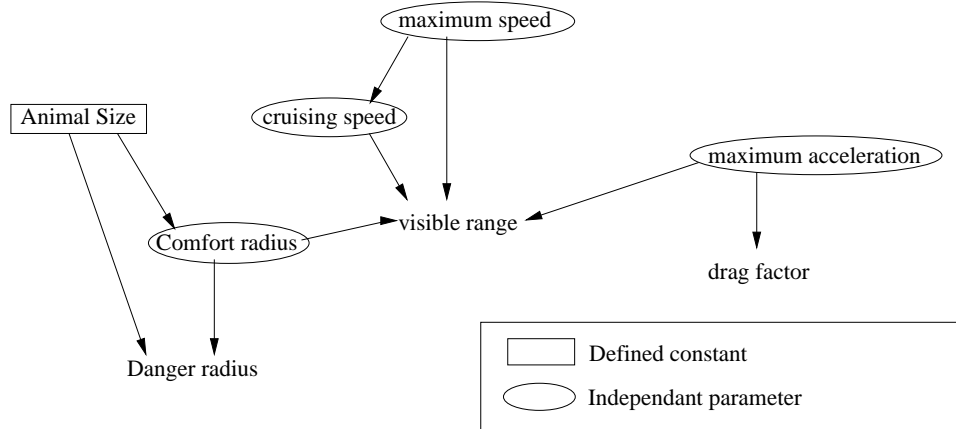 maximum speed
cruising speed
Animal Size
maximum acceleration
visible range
Comfort radius
drag factor
Danger radius
Defined constant
Independant parameter